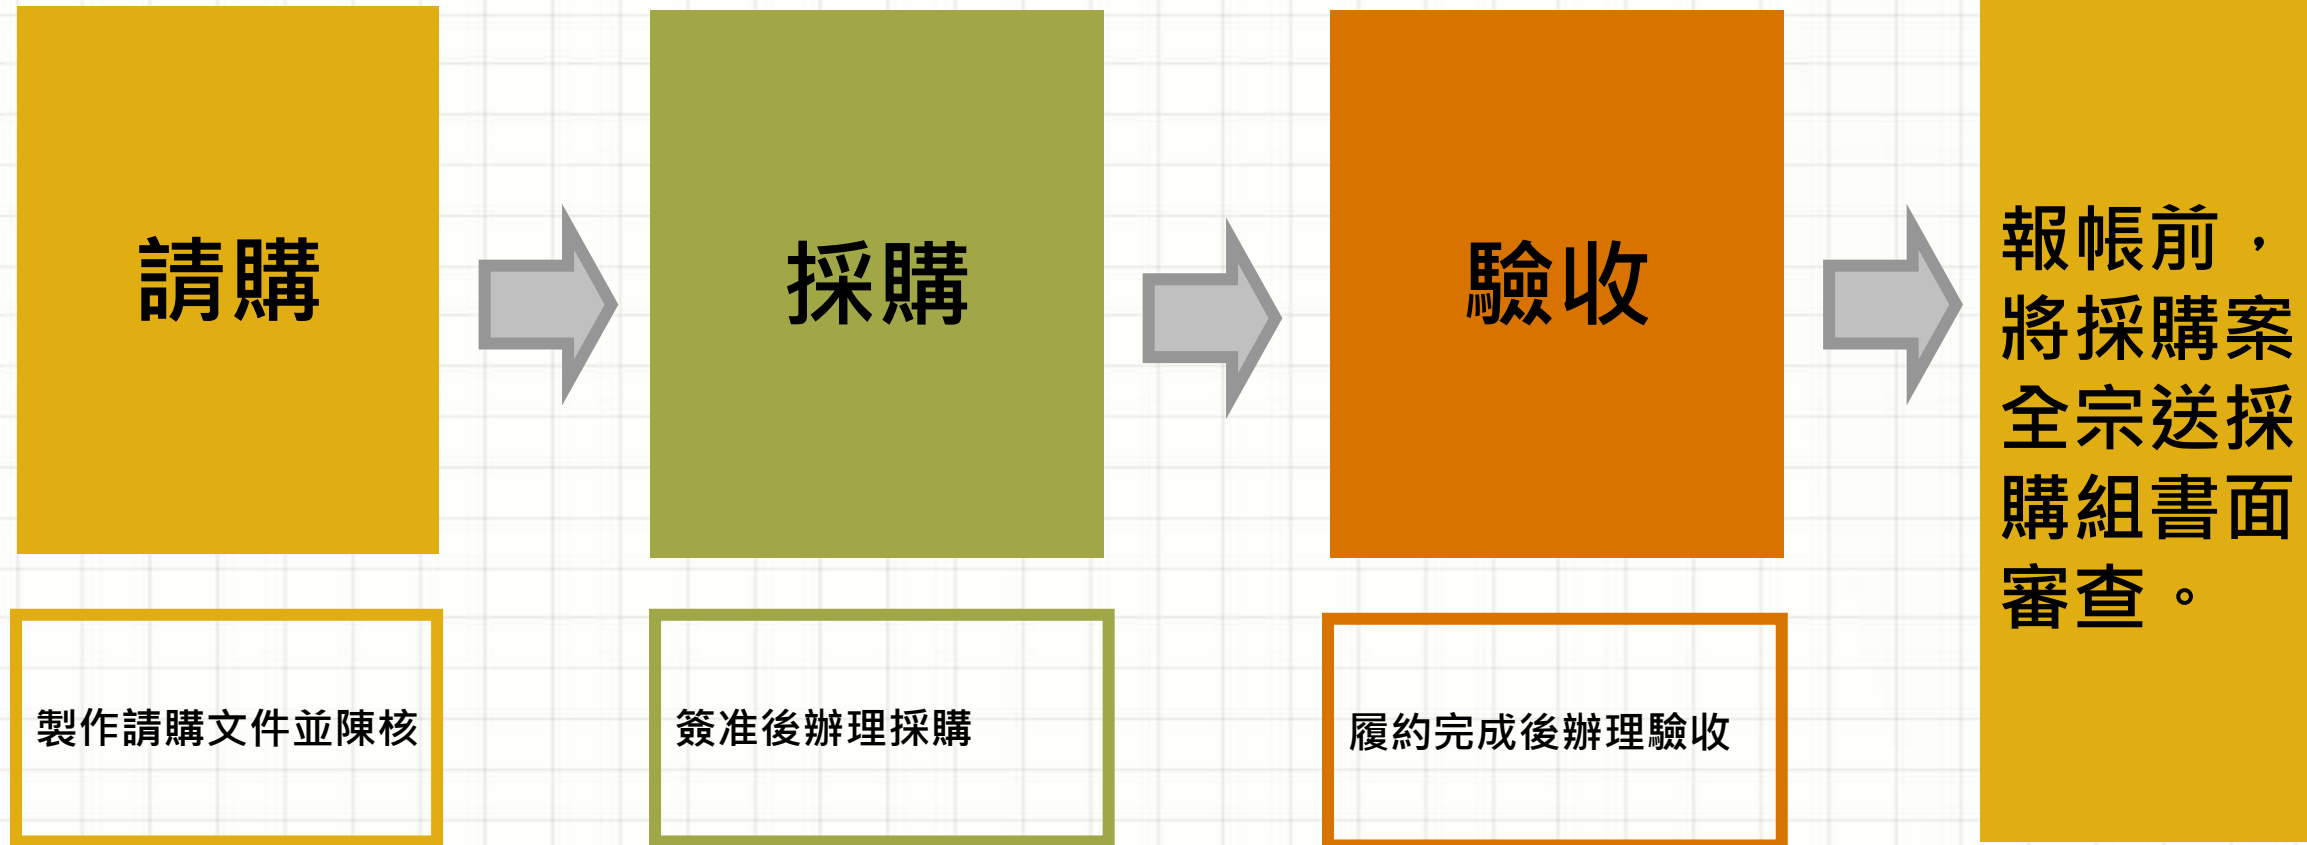 請購
採購
驗收
報帳前，
將採購案
全宗送採
購組書面
審查。
製作請購文件並陳核
簽准後辦理採購
履約完成後辦理驗收